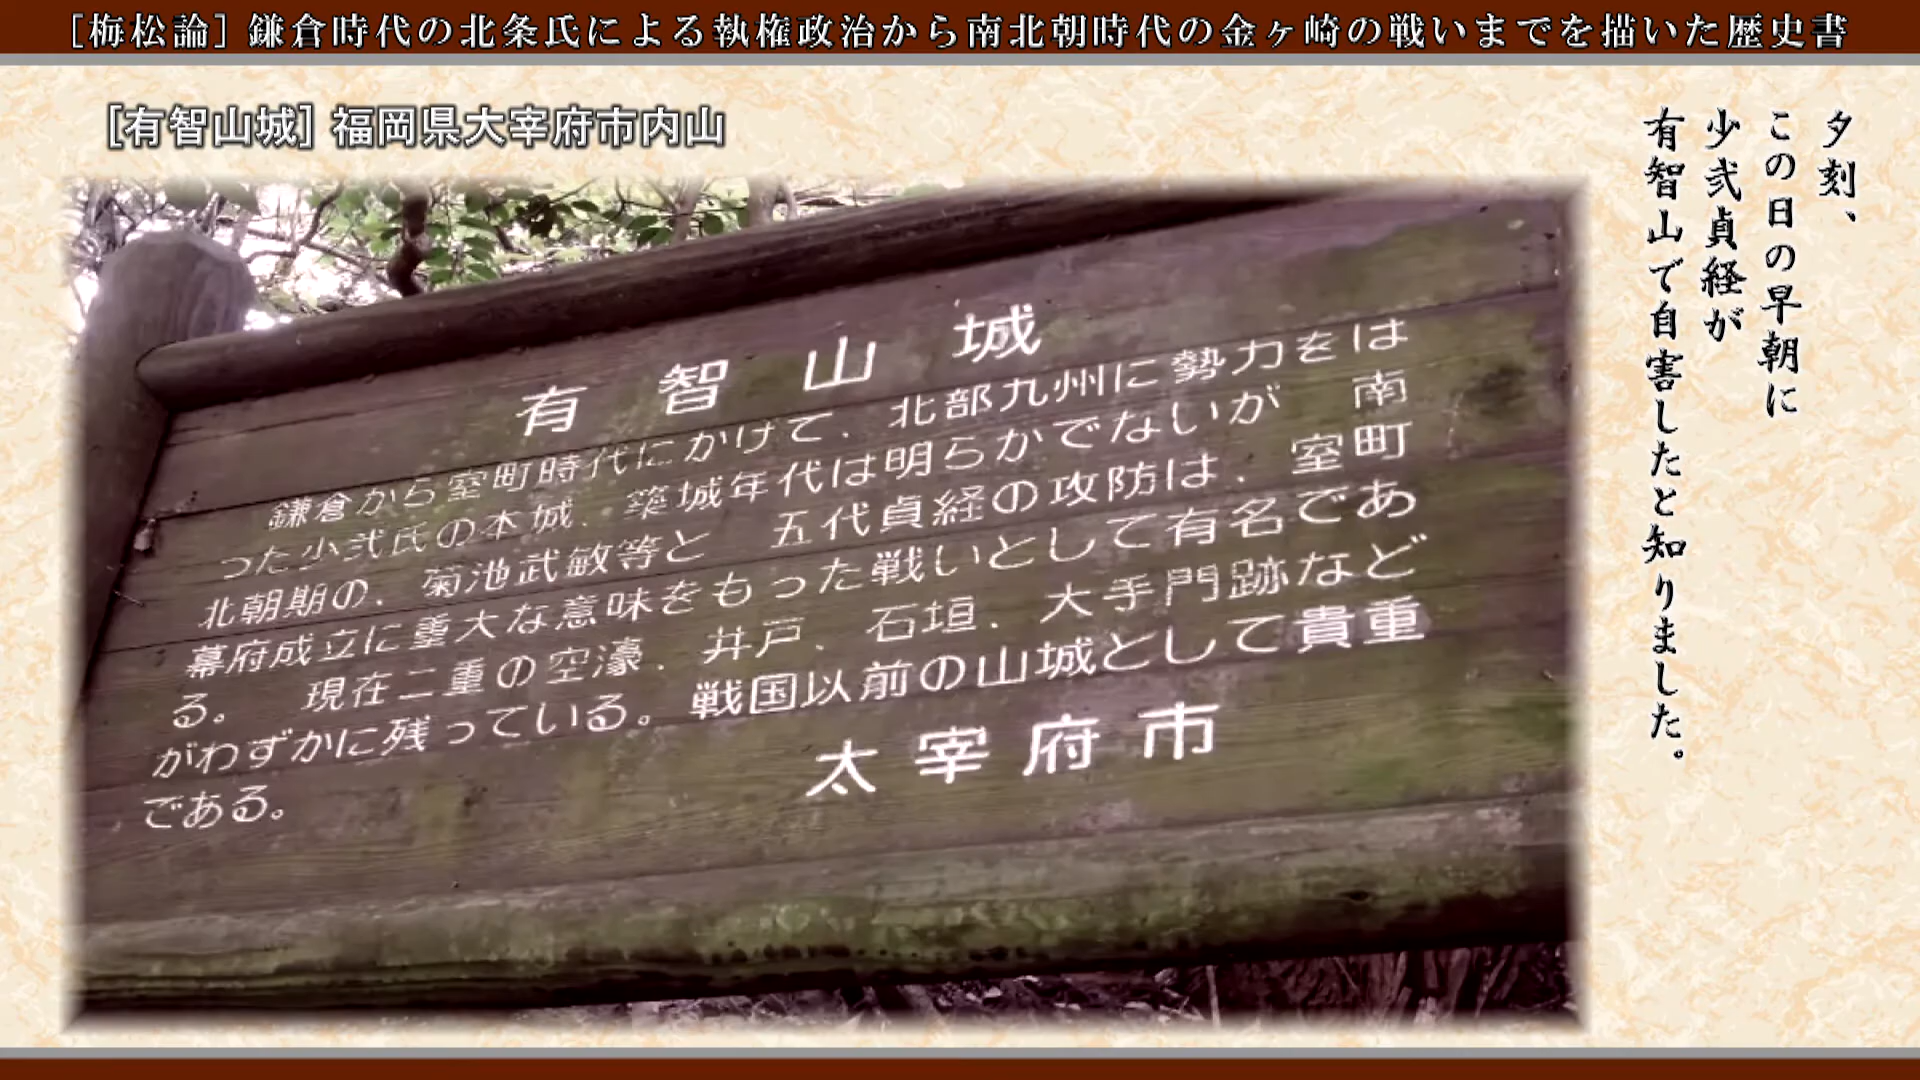 ［梅松論］鎌倉時代の北条氏による執権政治から南北朝時代の金ヶ崎の戦いまでを描いた歴史書
［有智山城］福岡県大宰府市内山
夕刻、
この日の早朝に
少弐貞経が
有智山で自害したと知りました。
有智山城
鎌倉から室町時代にかけて、北部九州に勢力をは
った少弐氏の本城、築城年代は明らかでないが　南
北朝期の、菊池武敏等と　五代貞経の攻防は、室町
幕府成立に重大な意味をもった戦いとして有名であ
る。　現在二重の空濠、井戸、石垣、大手門跡など
がわずかに残っている。戦国以前の山城として貴重
である。
太宰府市